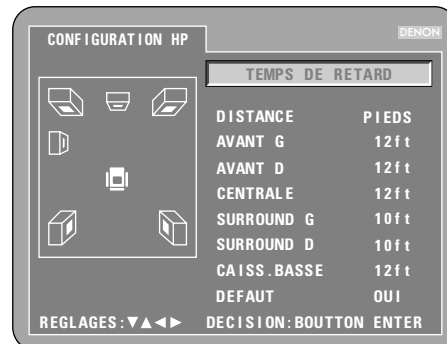 CONFIGURATION HP
DENON
TEMPS DE RETARD
DISTANCE PIEDS
AVANT G 12ft
AVANT D 12ft
CENTRALE 12ft
SURROUND G 10ft
SURROUND D 10ft
CAISS.BASSE 12ft
DEFAUT OUI
REGLAGES:▼▲◄► DECISION:BOUTTON ENTER